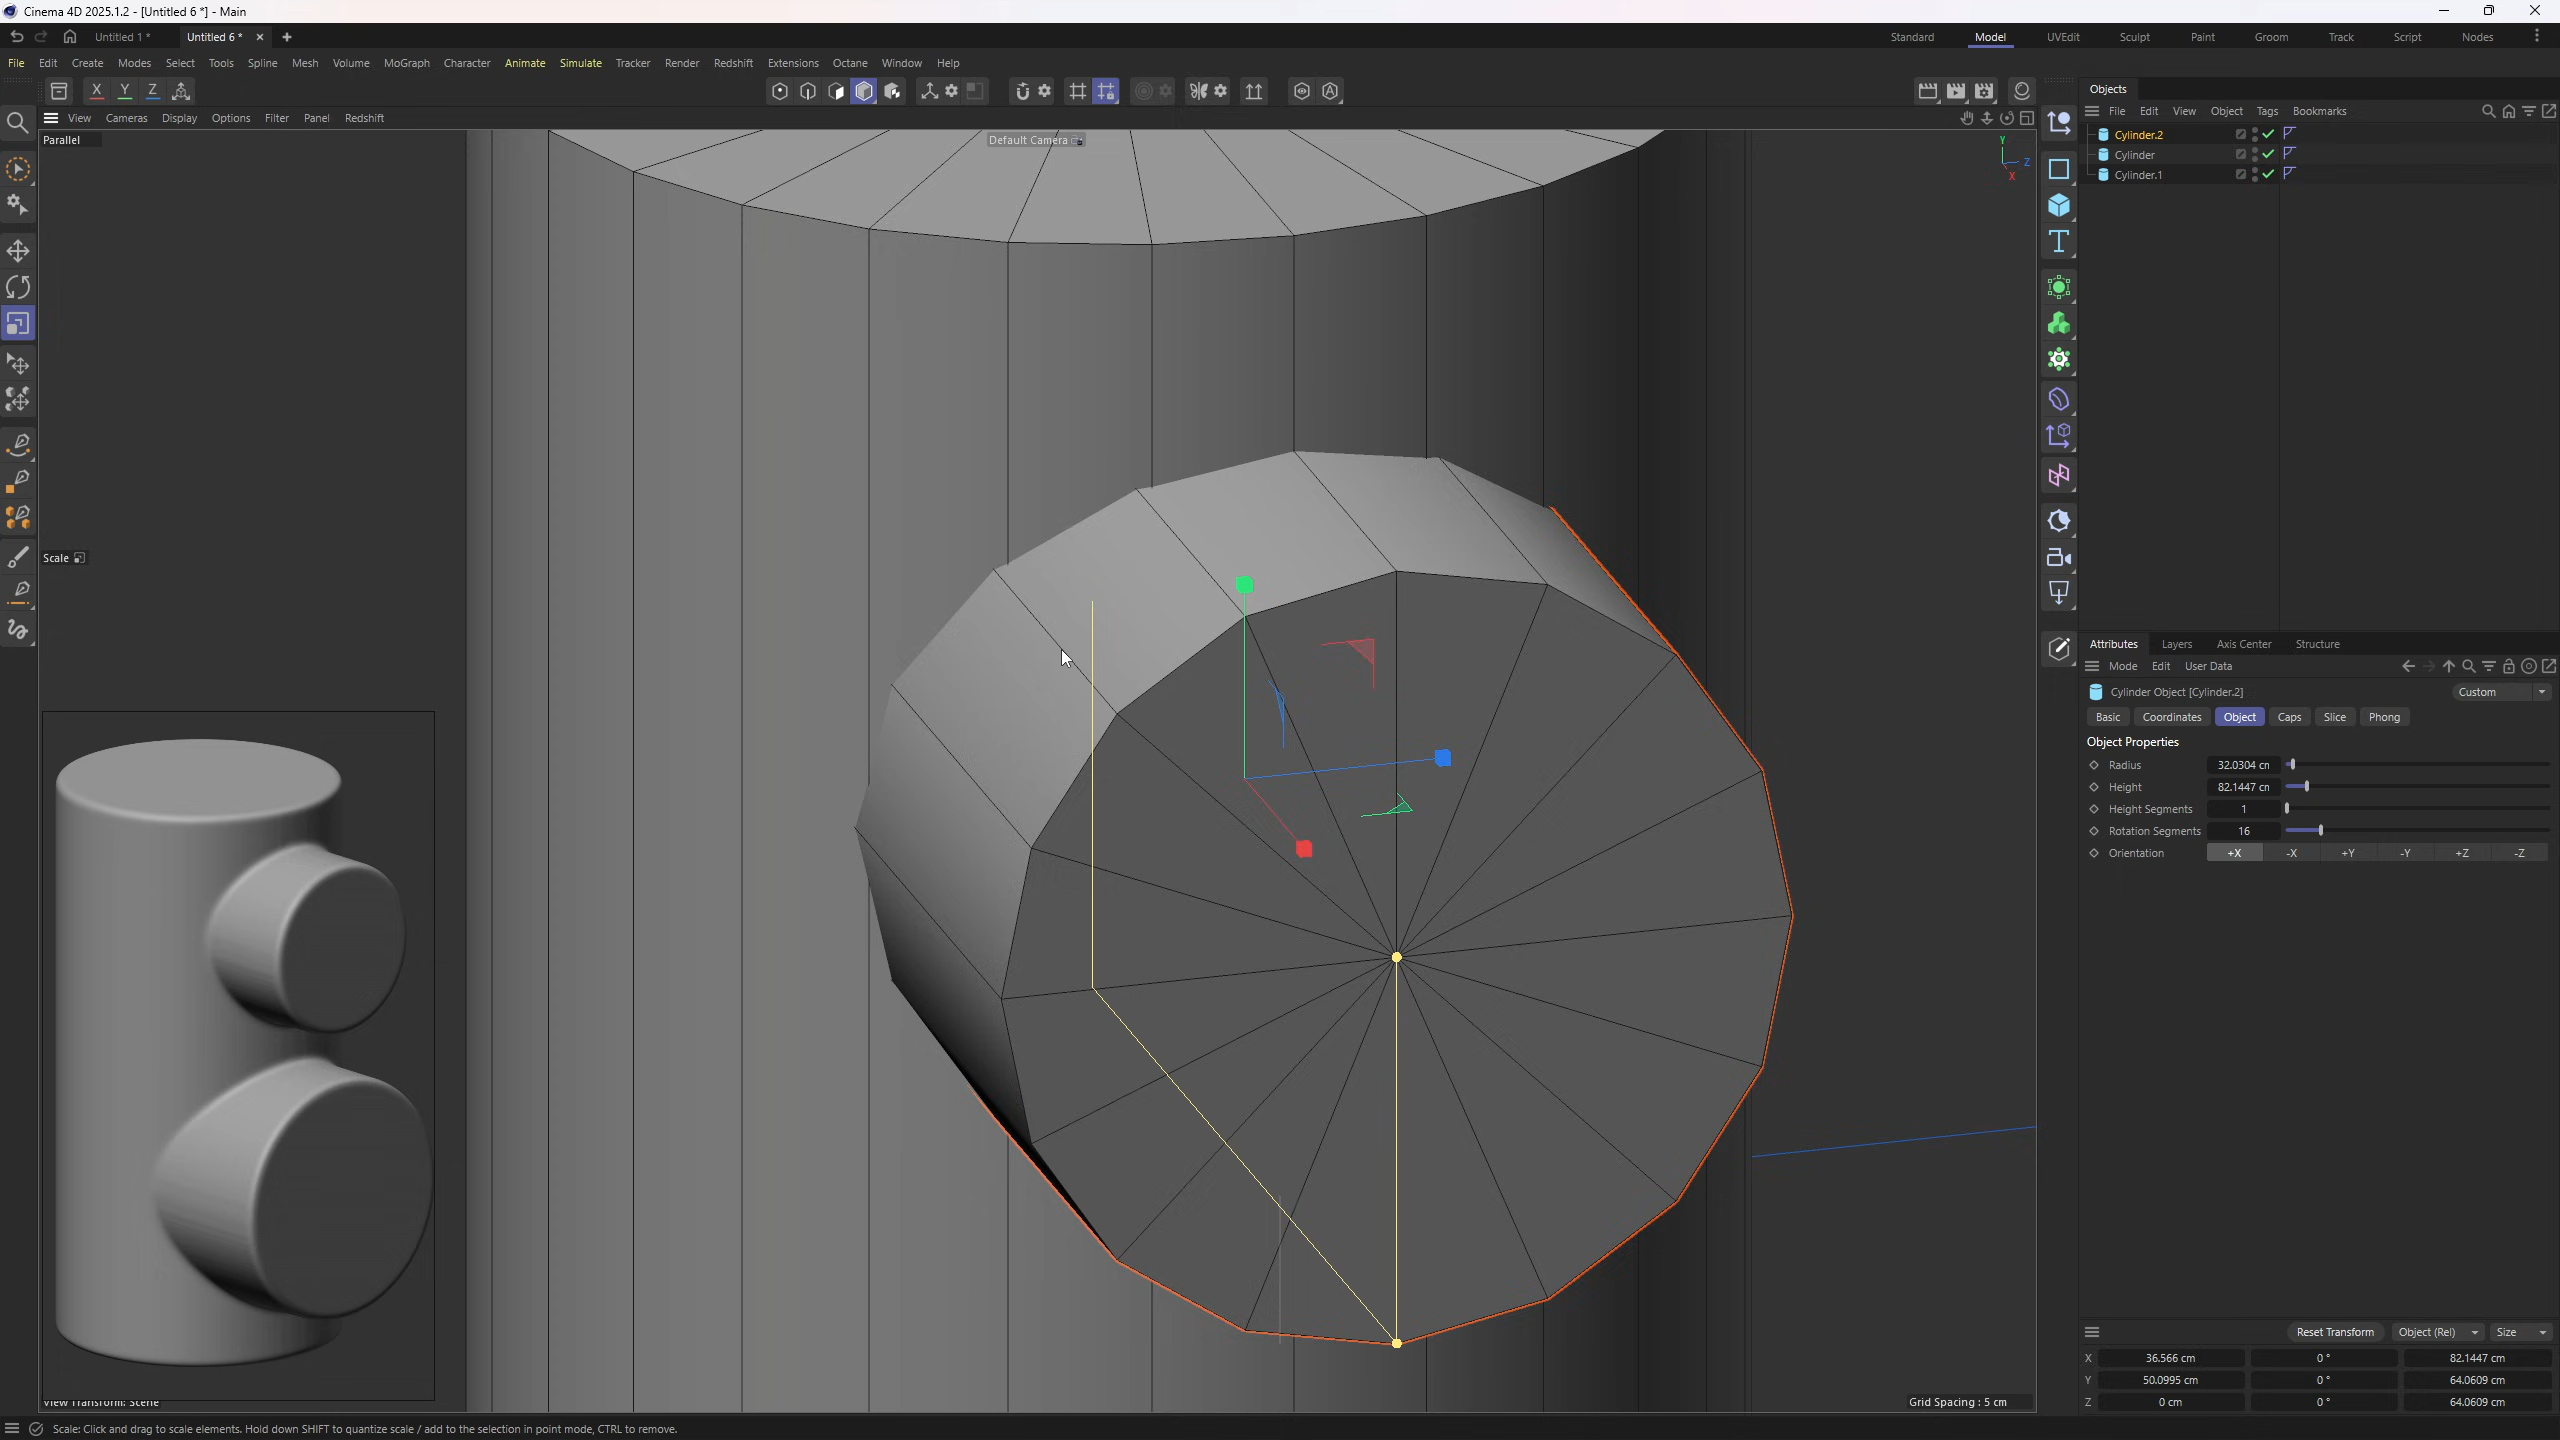 Cinema 4D 2025.1.2 - [Untitled 6 *] - Main
Untitled 1 *
Untitled 6 *
Standard
Model
UVEdit
Sculpt
Paint
Groom
Track
Script
Nodes
File Edit Create Modes Select Tools Spline Mesh Volume MoGraph Character Animate Simulate Tracker Render Redshift Extensions Octane Window Help
X Y Z
Objects
View Cameras Display Options Filter Panel Redshift
File Edit View Object Tags Bookmarks
Parallel
Default Camera
Y
Z
X
Cylinder.2
Cylinder
Cylinder.1
Scale
Attributes Layers Axis Center Structure
Mode Edit User Data
Cylinder Object [Cylinder.2]
Custom
Basic Coordinates Object Caps Slice Phong
Object Properties
Radius 32.0304 cn
Height 82.1447 cn
Height Segments 1
Rotation Segments 16
Orientation +X -X +Y -Y +Z -Z
Reset Transform Object (Rel) Size
X 36.566 cm 0 ° 82.1447 cm
Y 50.0995 cm 0 ° 64.0609 cm
Z 0 cm 0 ° 64.0609 cm
View Transform: Scene
Grid Spacing : 5 cm
Scale: Click and drag to scale elements. Hold down SHIFT to quantize scale / add to the selection in point mode, CTRL to remove.